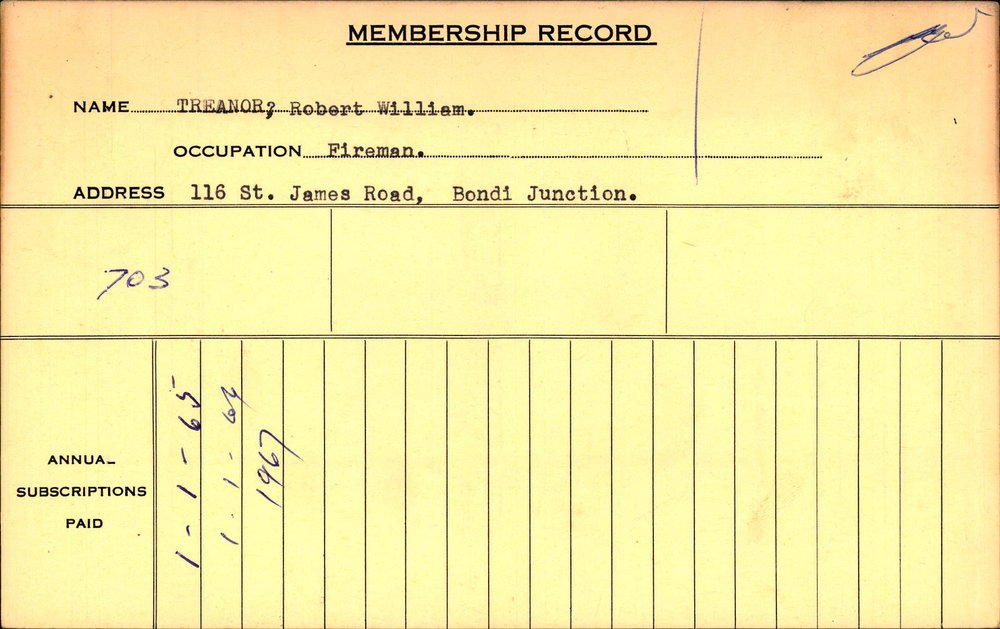 MEMBERSHIP RECORD
NAME TREANOR, Robert William.
OCCUPATION Fireman.
ADDRESS 116 St. James Road, Bondi Junction.
703
ANNUAL
SUBSCRIPTIONS
PAID
1-1-65
1.1-
1967